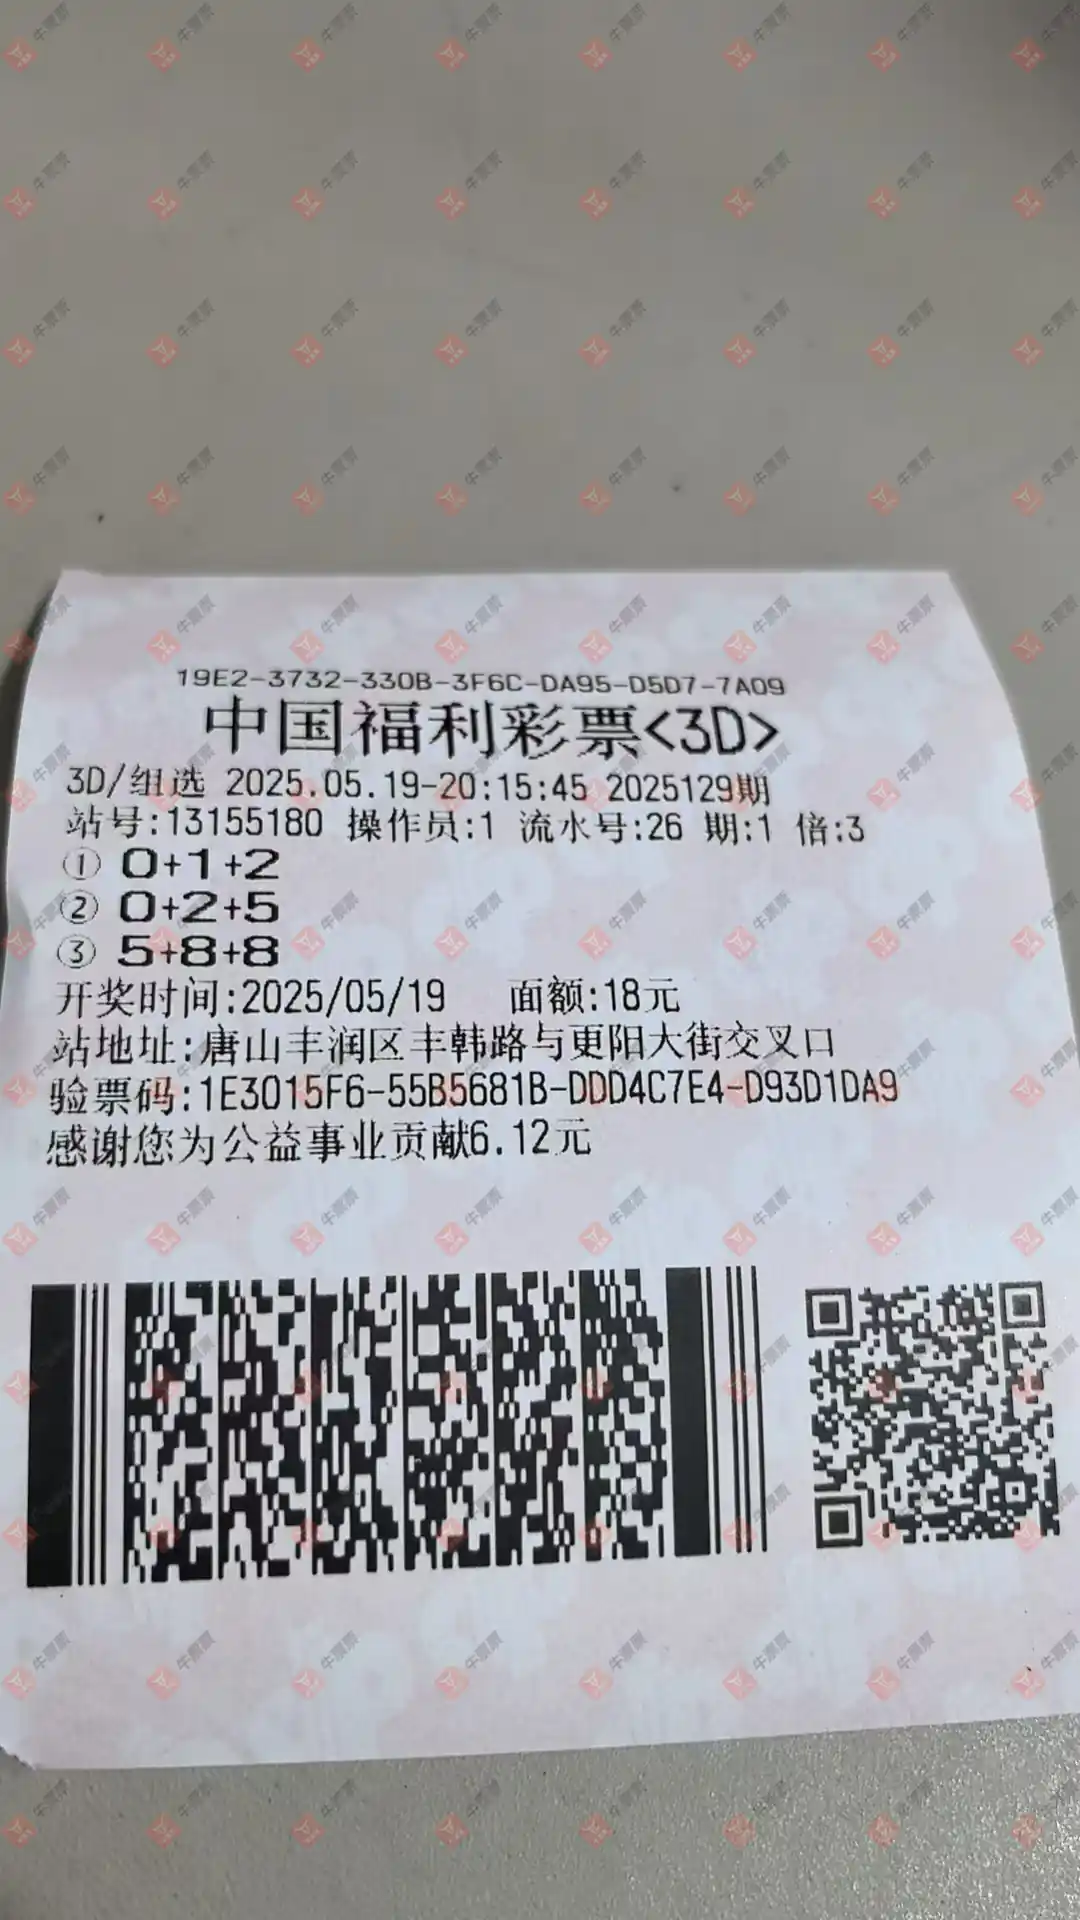 19E2-3732-330B-3F6C-DA95-D5D7-7A09
中国福利彩票<3D>
3D/组选 2025.05.19-20:15:45 2025129期
站号:13155180 操作员:1 流水号:26 期:1 倍:3
① 0+1+2
② 0+2+5
③ 5+8+8
开奖时间:2025/05/19 面额:18元
站地址:唐山丰润区丰韩路与更阳大街交叉口
验票码:1E3015F6-55B5681B-DDD4C7E4-D93D1DA9
感谢您为公益事业贡献6.12元
牛票票